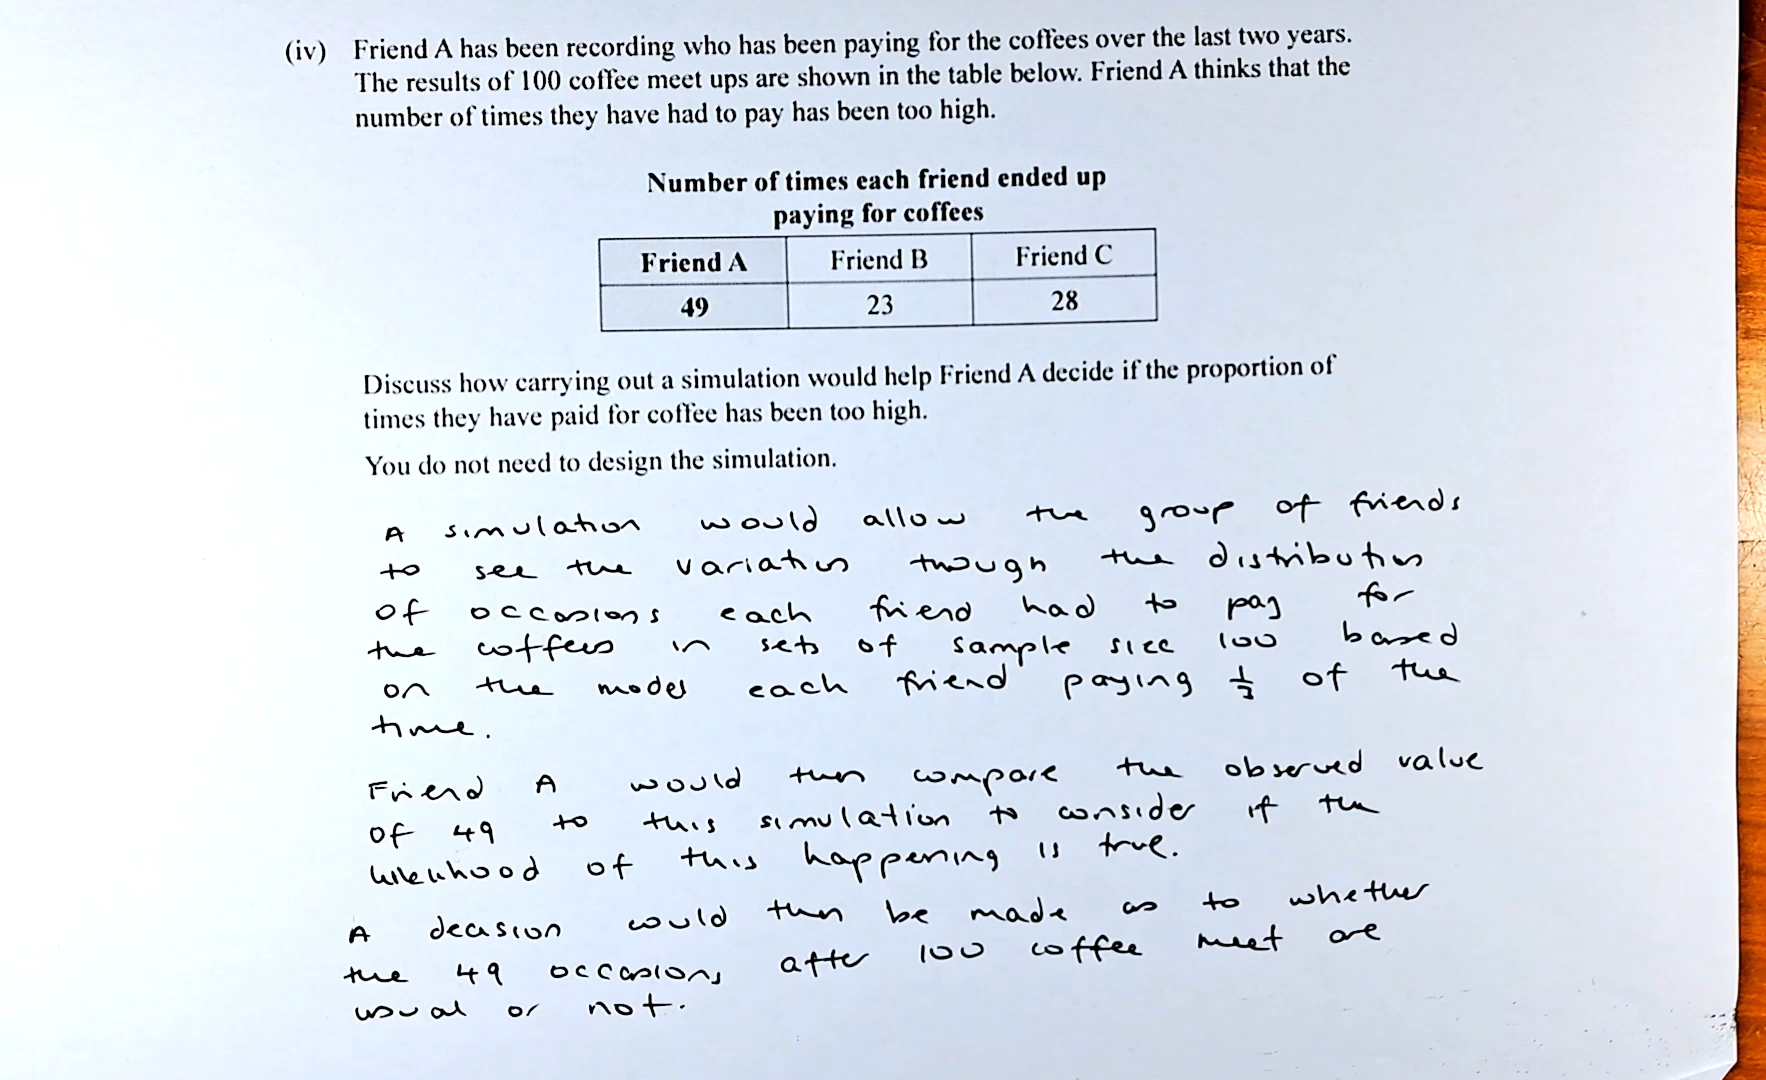 (iv) Friend A has been recording who has been paying for the coffees over the last two years.
The results of 100 coffee meet ups are shown in the table below. Friend A thinks that the
number of times they have had to pay has been too high.
Number of times each friend ended up
paying for coffees
Friend A Friend B Friend C
49 23 28
Discuss how carrying out a simulation would help Friend A decide if the proportion of
times they have paid for coffee has been too high.
You do not need to design the simulation.
A simulation would allow the group of friends
to see the variation though the distribution
of occasions each friend had to pay for
the coffees in sets of sample size 100 based
on the model each friend paying 1/3 of the
time.
Friend A would then compare the observed value
of 49 to this simulation to consider if the
likelihood of this happening is true.
A decision would then be made as to whether
the 49 occasions after 100 coffee meet are
usual or not.